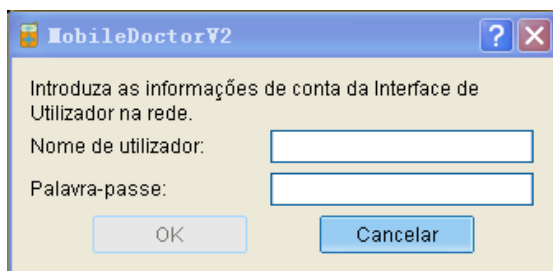 MobileDoctorV2
Introduza as informações de conta da Interface de
Utilizador na rede.
Nome de utilizador:
Palavra-passe:
OK
Cancelar